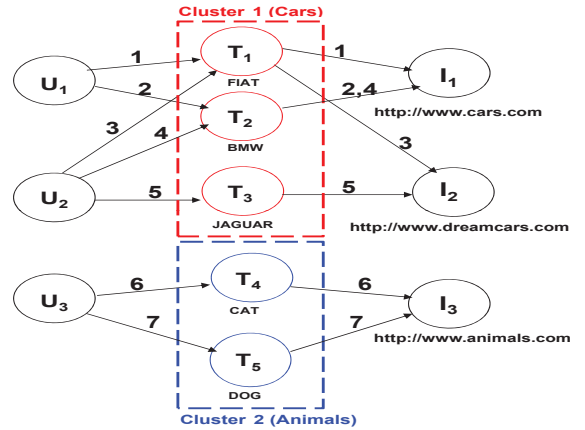 Cluster 1 (Cars)
1
T1
1
U1
FIAT
I1
2
2,4
http://www.cars.com
3
T2
4
BMW
3
U2
5
T3
5
I2
JAGUAR
http://www.dreamcars.com
U3
6
T4
6
I3
CAT
7
7
http://www.animals.com
T5
DOG
Cluster 2 (Animals)